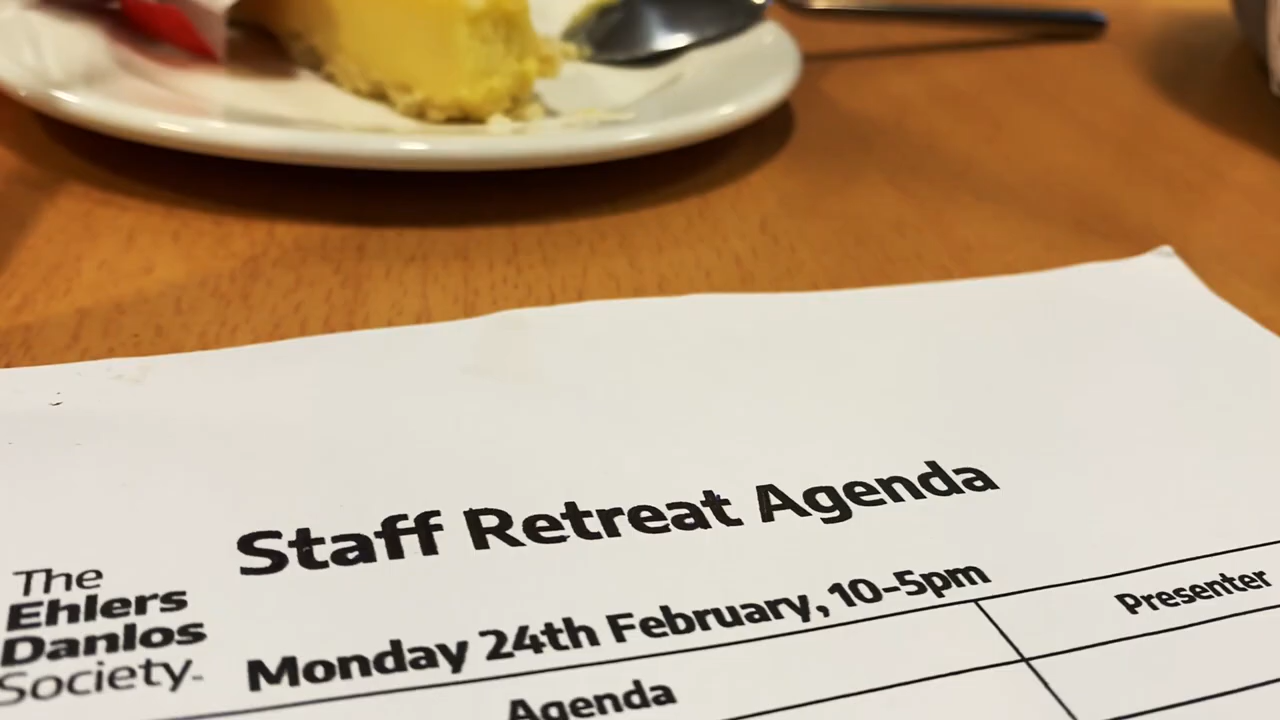 Staff Retreat Agenda
The
Ehlers
Danlos
Society.
Monday 24th February, 10-5pm
Agenda
Presenter